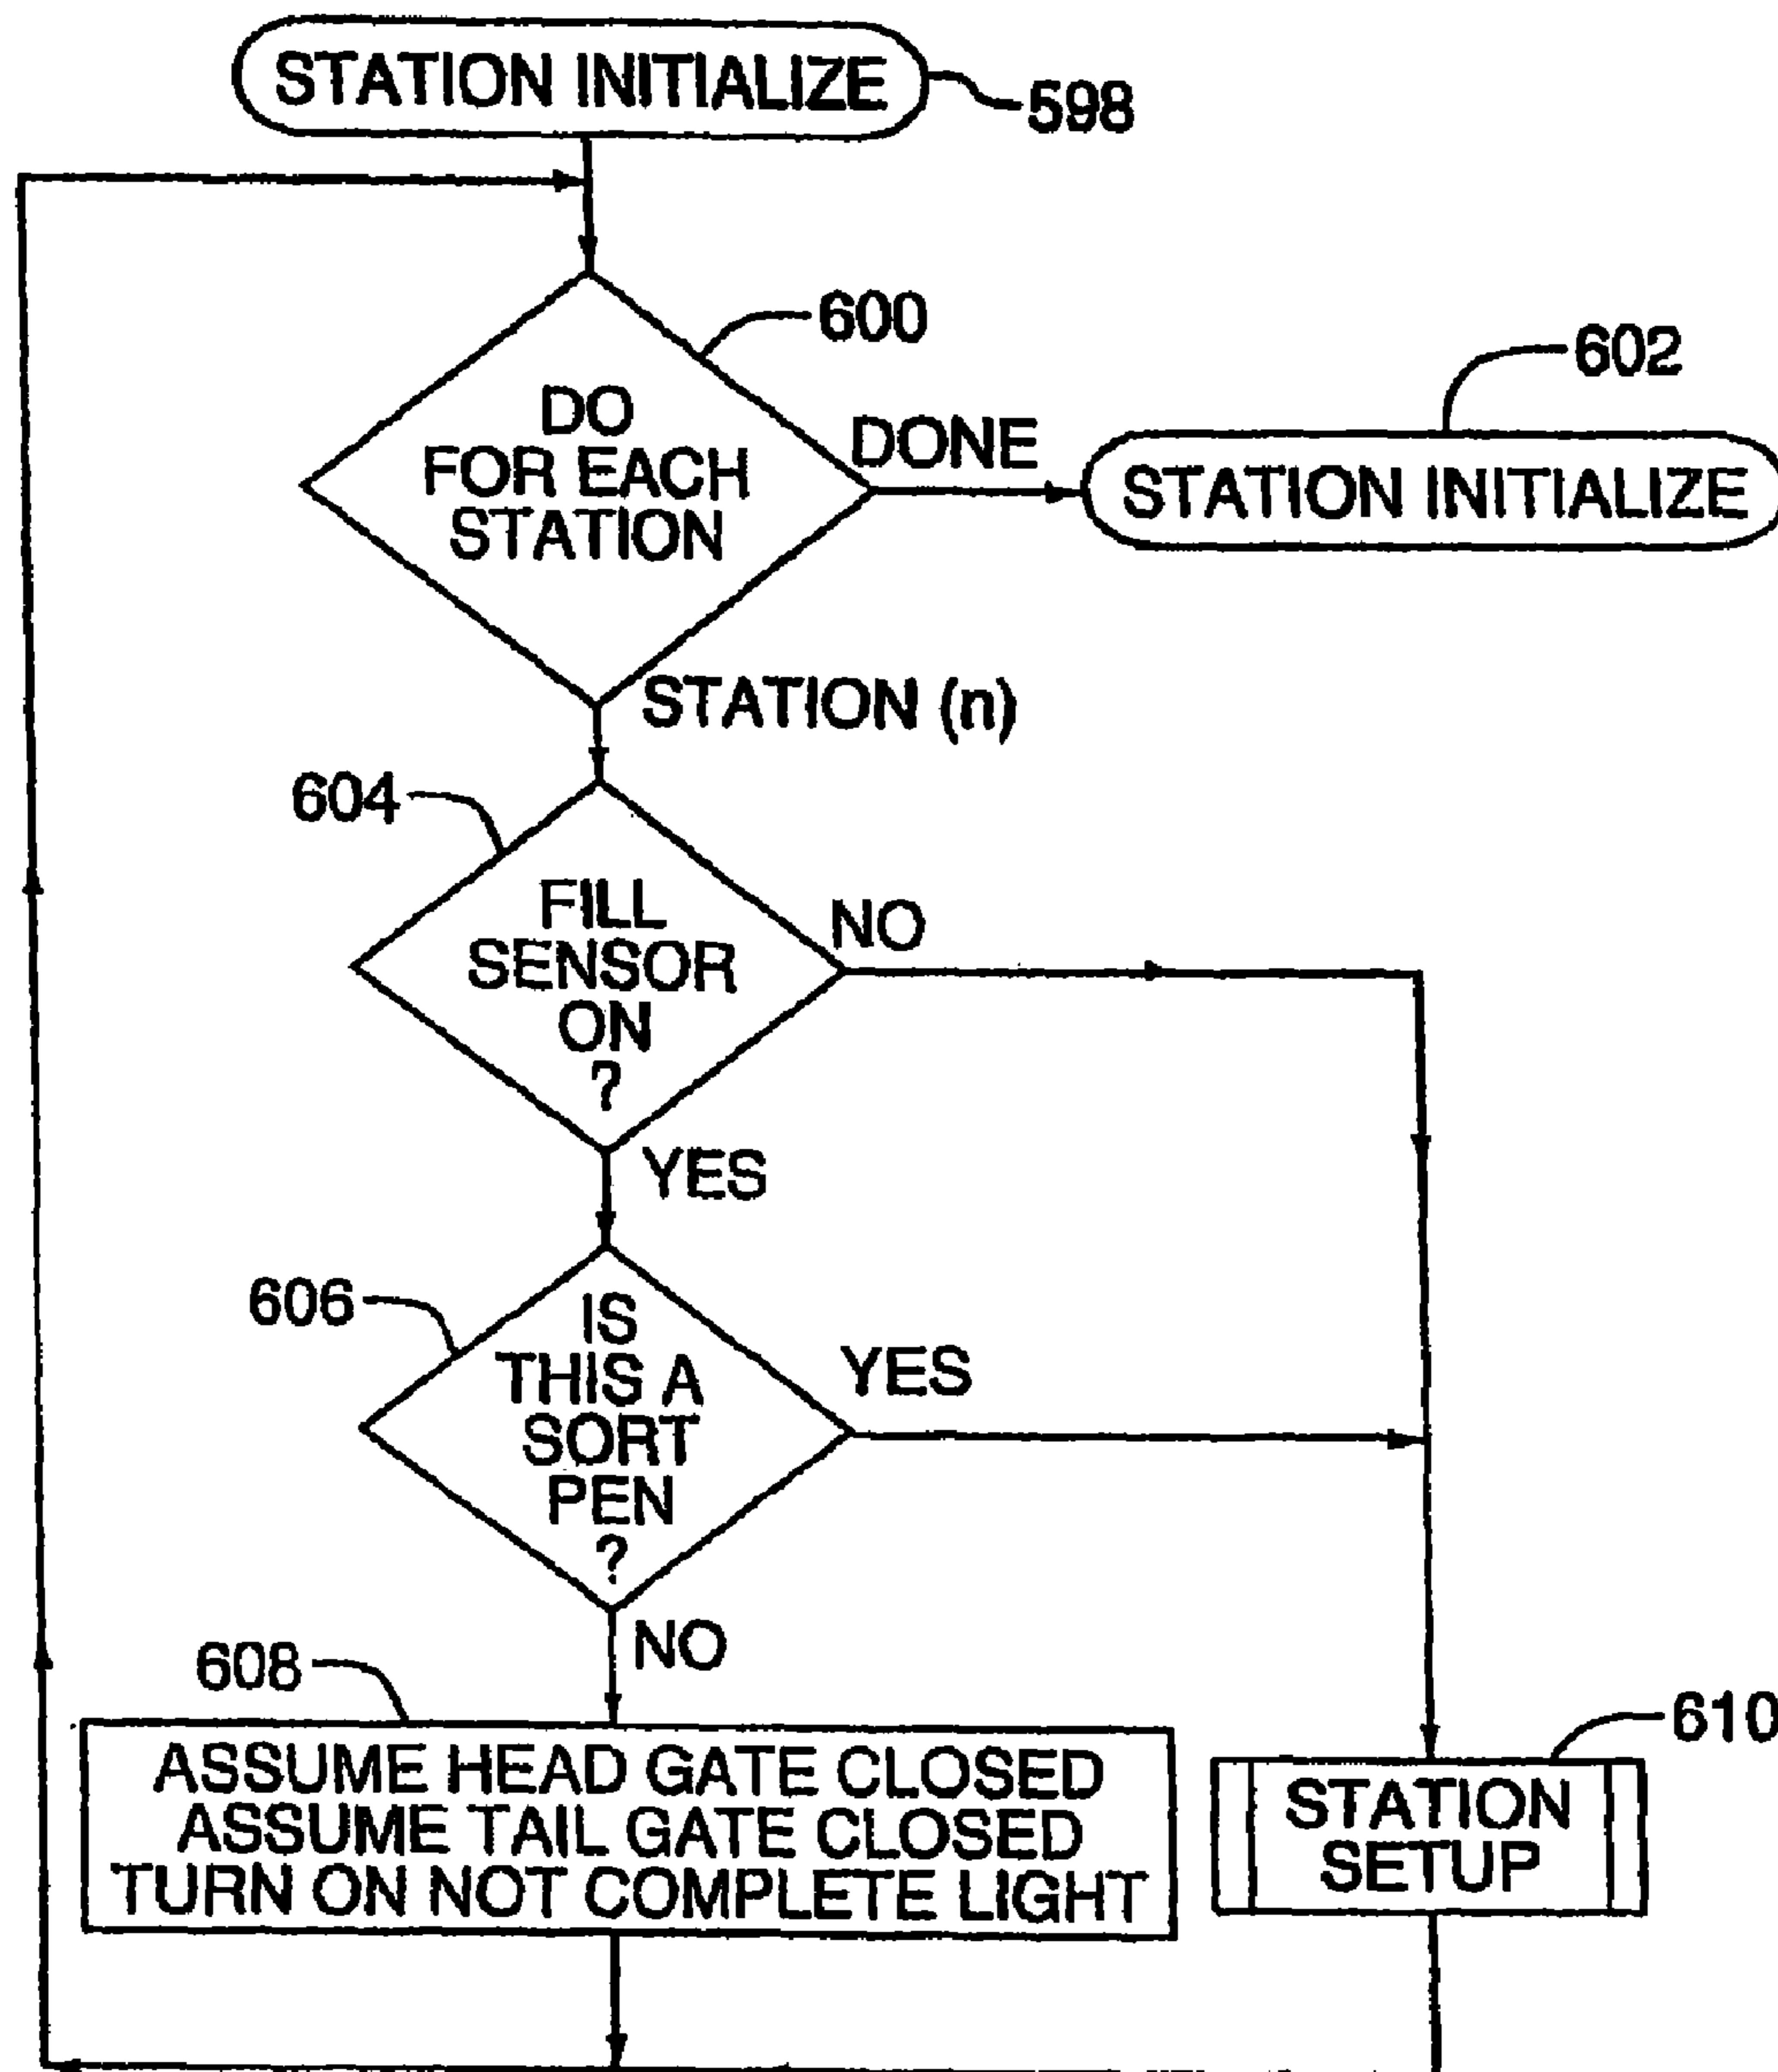 STATION INITIALIZE
598
600
602
DO
FOR EACH
STATION
DONE
STATION INITIALIZE
STATION (n)
604
FILL
SENSOR
ON
?
NO
YES
606
IS
THIS A
SORT
PEN
?
YES
NO
608
610
ASSUME HEAD GATE CLOSED
ASSUME TAIL GATE CLOSED
TURN ON NOT COMPLETE LIGHT
STATION
SETUP